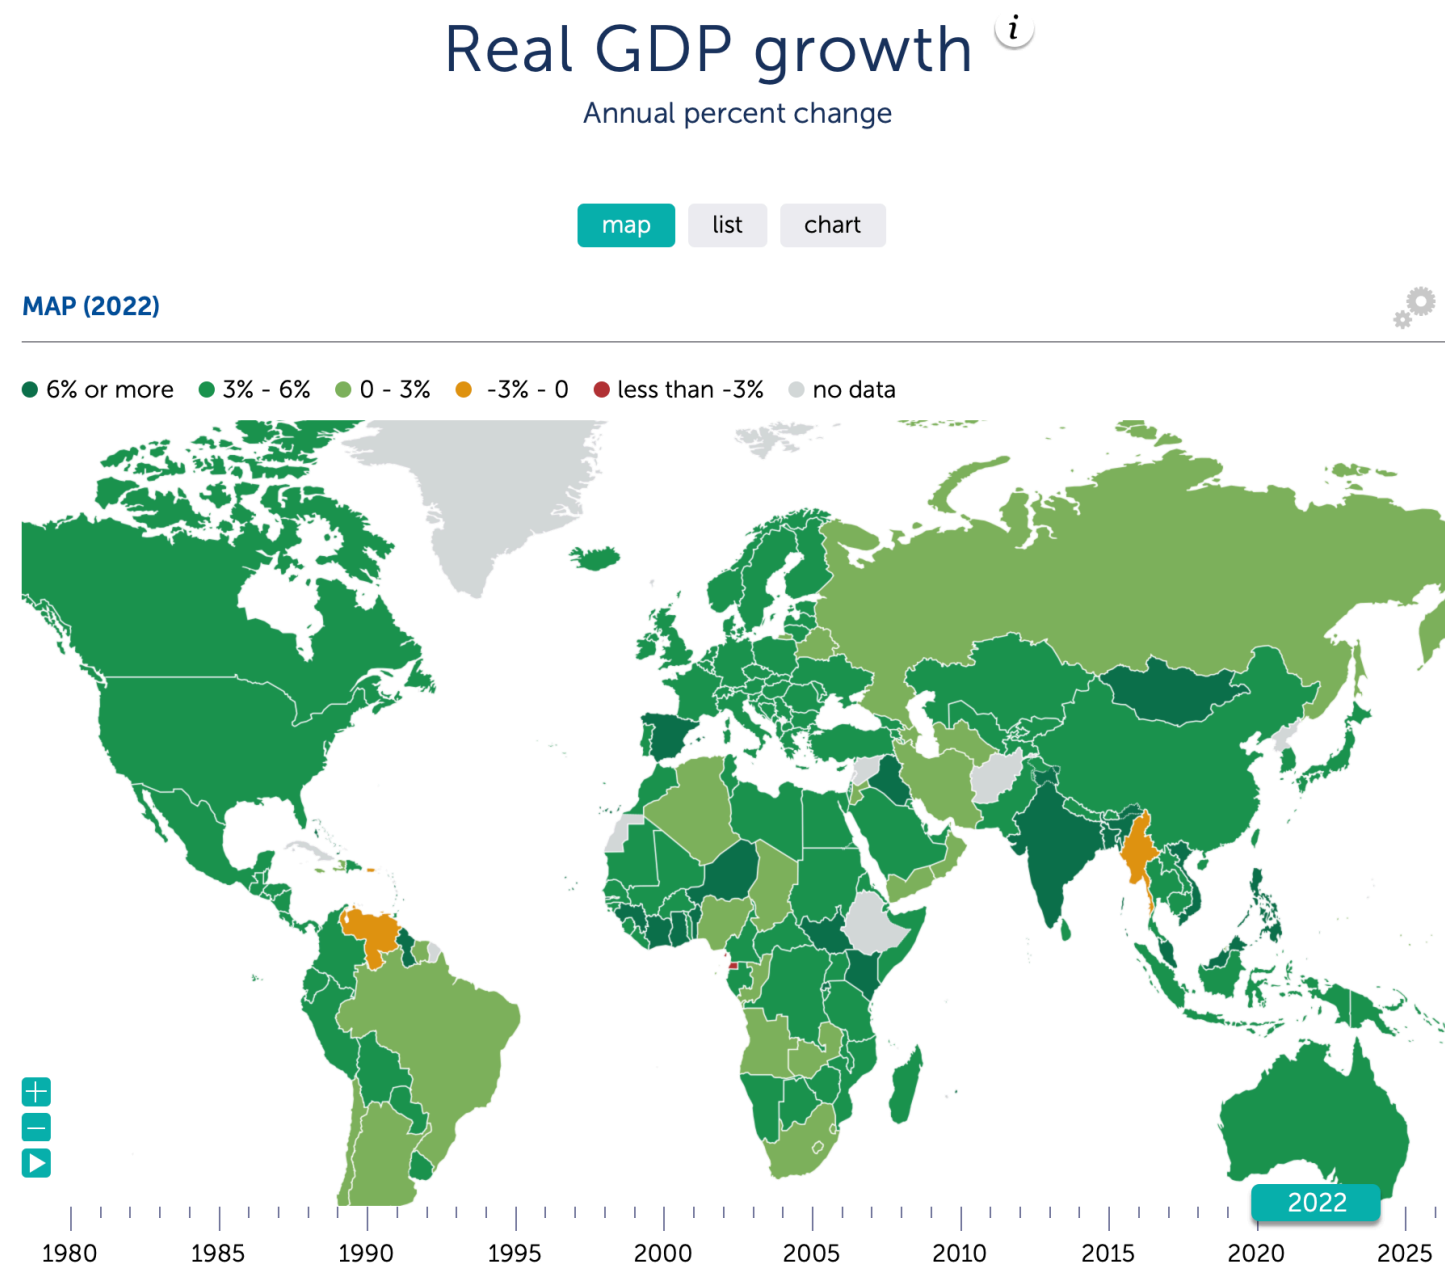 Real GDP growth i
Annual percent change
map list chart
MAP (2022)
6% or more 3% - 6% 0 - 3% -3% - 0 less than -3% no data
2022
1980 1985 1990 1995 2000 2005 2010 2015 2020 2025